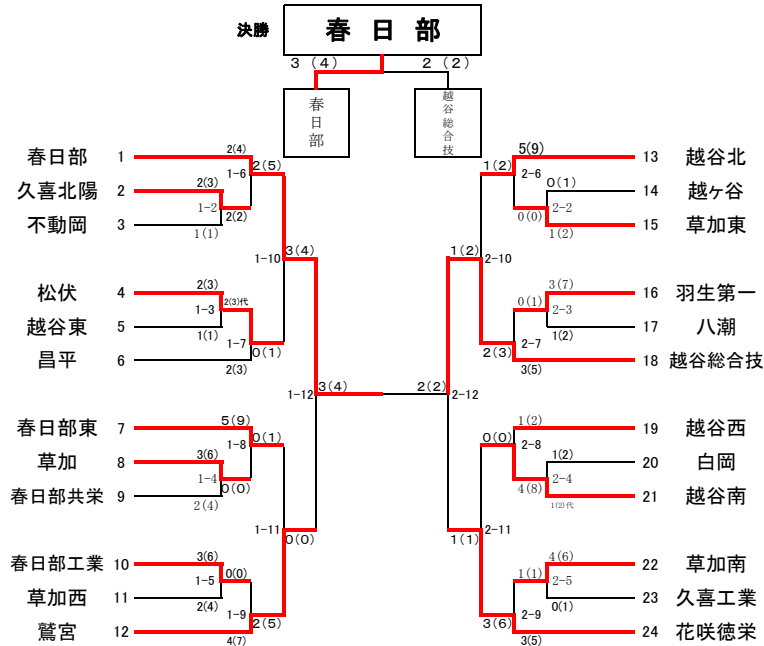 決勝 春日部
3 (4) 2 (2)
春日部 越谷総合技
春日部 1 2(4) 1-6 2(5)
久喜北陽 2 2(3) 1-2 2(2)
不動岡 3 1(1)
1-10 3(4)
松伏 4 2(3) 1-3 2(3)代
越谷東 5 1(1) 1-7 0(1)
昌平 6 2(3)
1-12 3(4)
春日部東 7 5(9) 1-8 0(1)
草加 8 3(6) 1-4 0(0)
春日部共栄 9 2(4)
1-11 0(0)
春日部工業 10 3(6) 1-5 0(0)
草加西 11 2(4) 1-9 2(5)
鷲宮 12 4(7)
1(2) 2-6 5(9) 13 越谷北
0(1) 14 越ヶ谷
0(0) 2-2 1(2) 15 草加東
1(2) 2-10
0(1) 2-3 3(7) 16 羽生第一
1(2) 17 八潮
2(3) 2-7 3(5) 18 越谷総合技
2(2) 2-12
0(0) 2-8 1(2) 19 越谷西
1(2) 20 白岡
4(8) 2-4 1(2)代 21 越谷南
1(1) 2-11
1(1) 2-5 4(6) 22 草加南
0(1) 23 久喜工業
3(6) 2-9 3(5) 24 花咲徳栄